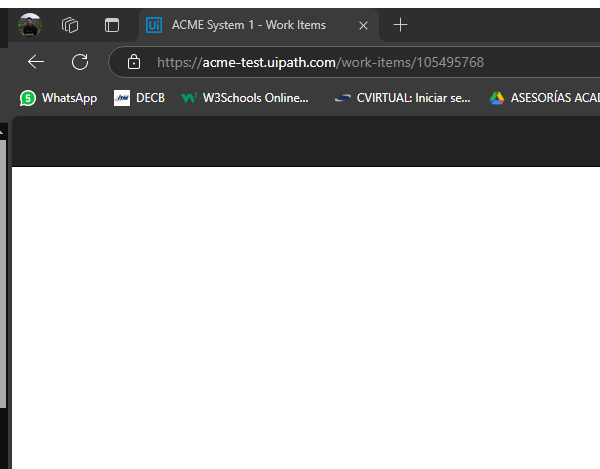 Ui ACME System 1 - Work Items
https://acme-test.uipath.com/work-items/105495768
5 WhatsApp DECB W3Schools Online... CVIRTUAL: Iniciar se... ASESORÍAS ACAD